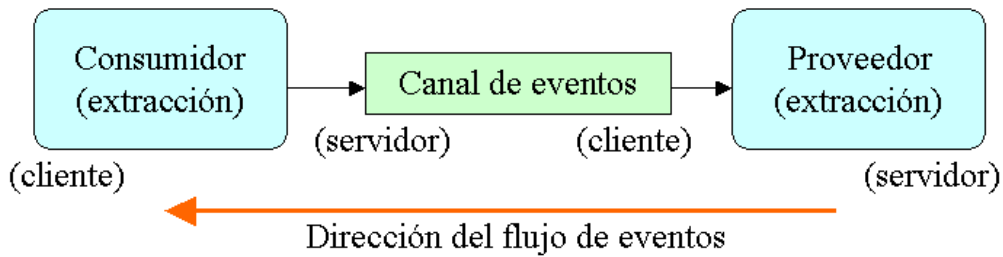 Consumidor
(extracción)
Canal de eventos
Proveedor
(extracción)
(servidor)
(cliente)
(cliente)
(servidor)
Dirección del flujo de eventos